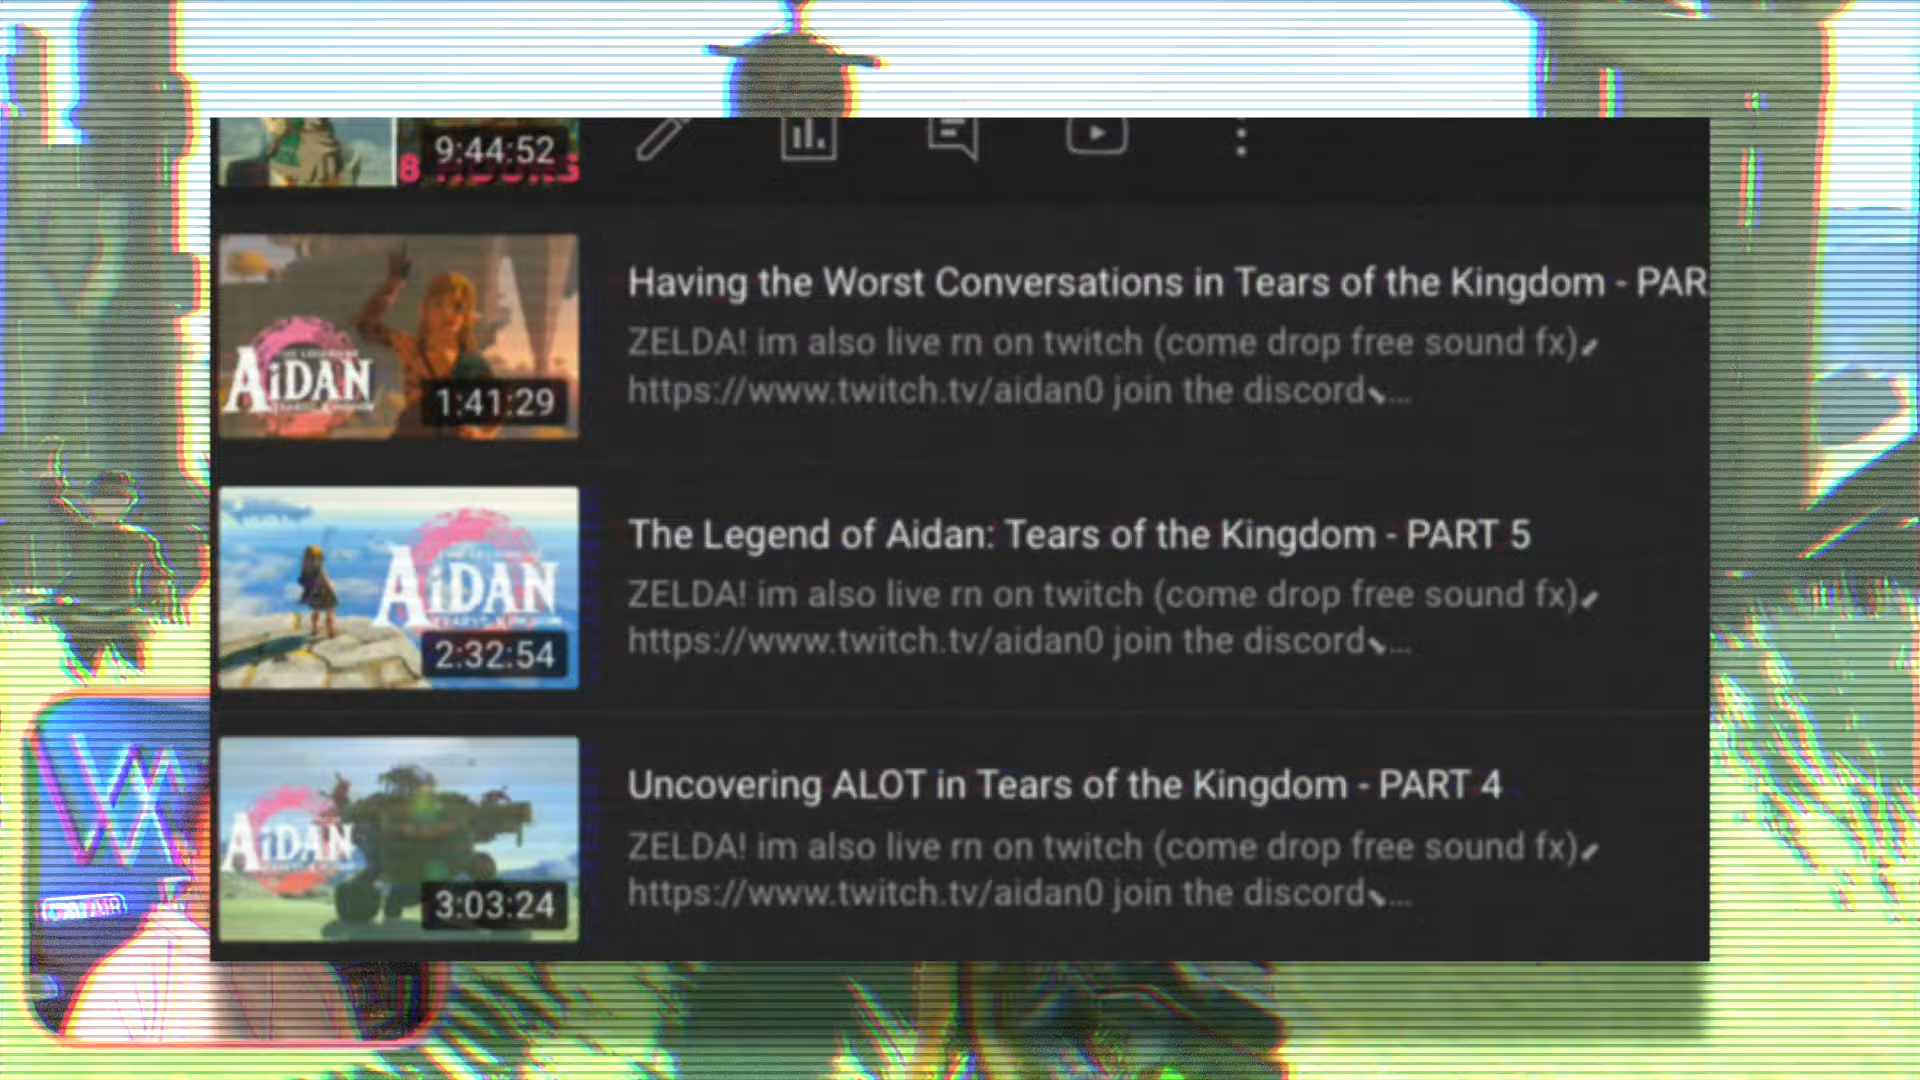 9:44:52
Having the Worst Conversations in Tears of the Kingdom - PAR
ZELDA! im also live rn on twitch (come drop free sound fx)
https://www.twitch.tv/aidan0 join the discord...
AiDAN
1:41:29
The Legend of Aidan: Tears of the Kingdom - PART 5
ZELDA! im also live rn on twitch (come drop free sound fx)
https://www.twitch.tv/aidan0 join the discord...
AiDAN
2:32:54
Uncovering ALOT in Tears of the Kingdom - PART 4
ZELDA! im also live rn on twitch (come drop free sound fx)
https://www.twitch.tv/aidan0 join the discord...
AiDAN
3:03:24